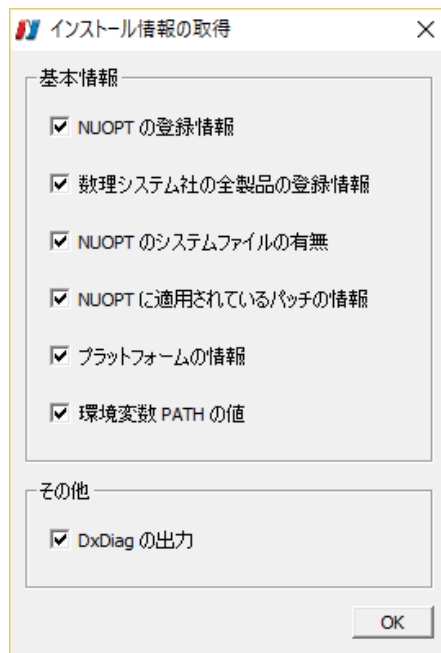 インストール情報の取得
基本情報
NUOPT の登録情報
数理システム社の全製品の登録情報
NUOPT のシステムファイルの有無
NUOPT に適用されているパッチの情報
プラットフォームの情報
環境変数 PATH の値
その他
DxDiag の出力
OK